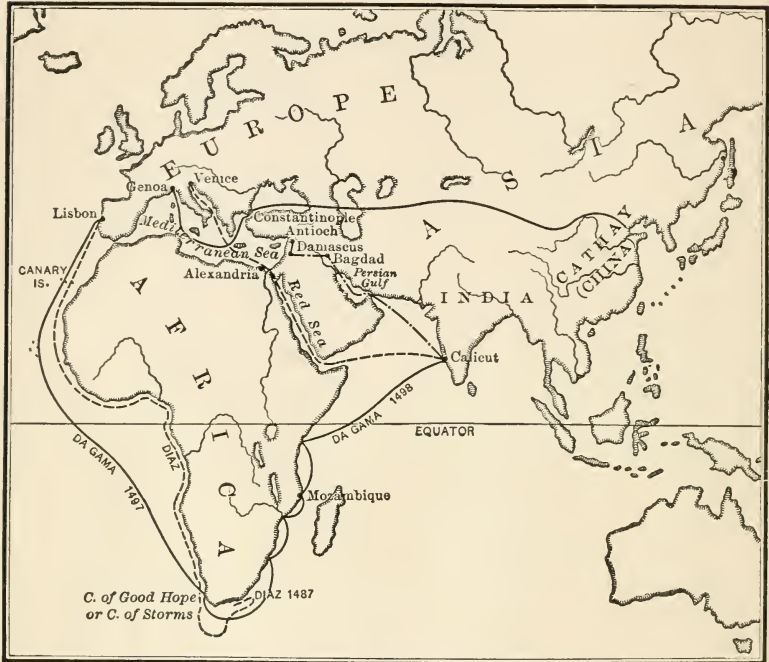 EUROPE
ASIA
Genoa
Venice
Lisbon
Constantinople
Antioch
Mediterranean Sea
Damascus
Bagdad
Alexandria
Persian
Gulf
CATHAY
(CHINA)
CANARY
IS.
Red Sea
INDIA
AFRICA
Calicut
DA GAMA 1498
EQUATOR
DA GAMA 1497
DIAZ
Mozambique
C. of Good Hope
or C. of Storms
DIAZ 1487